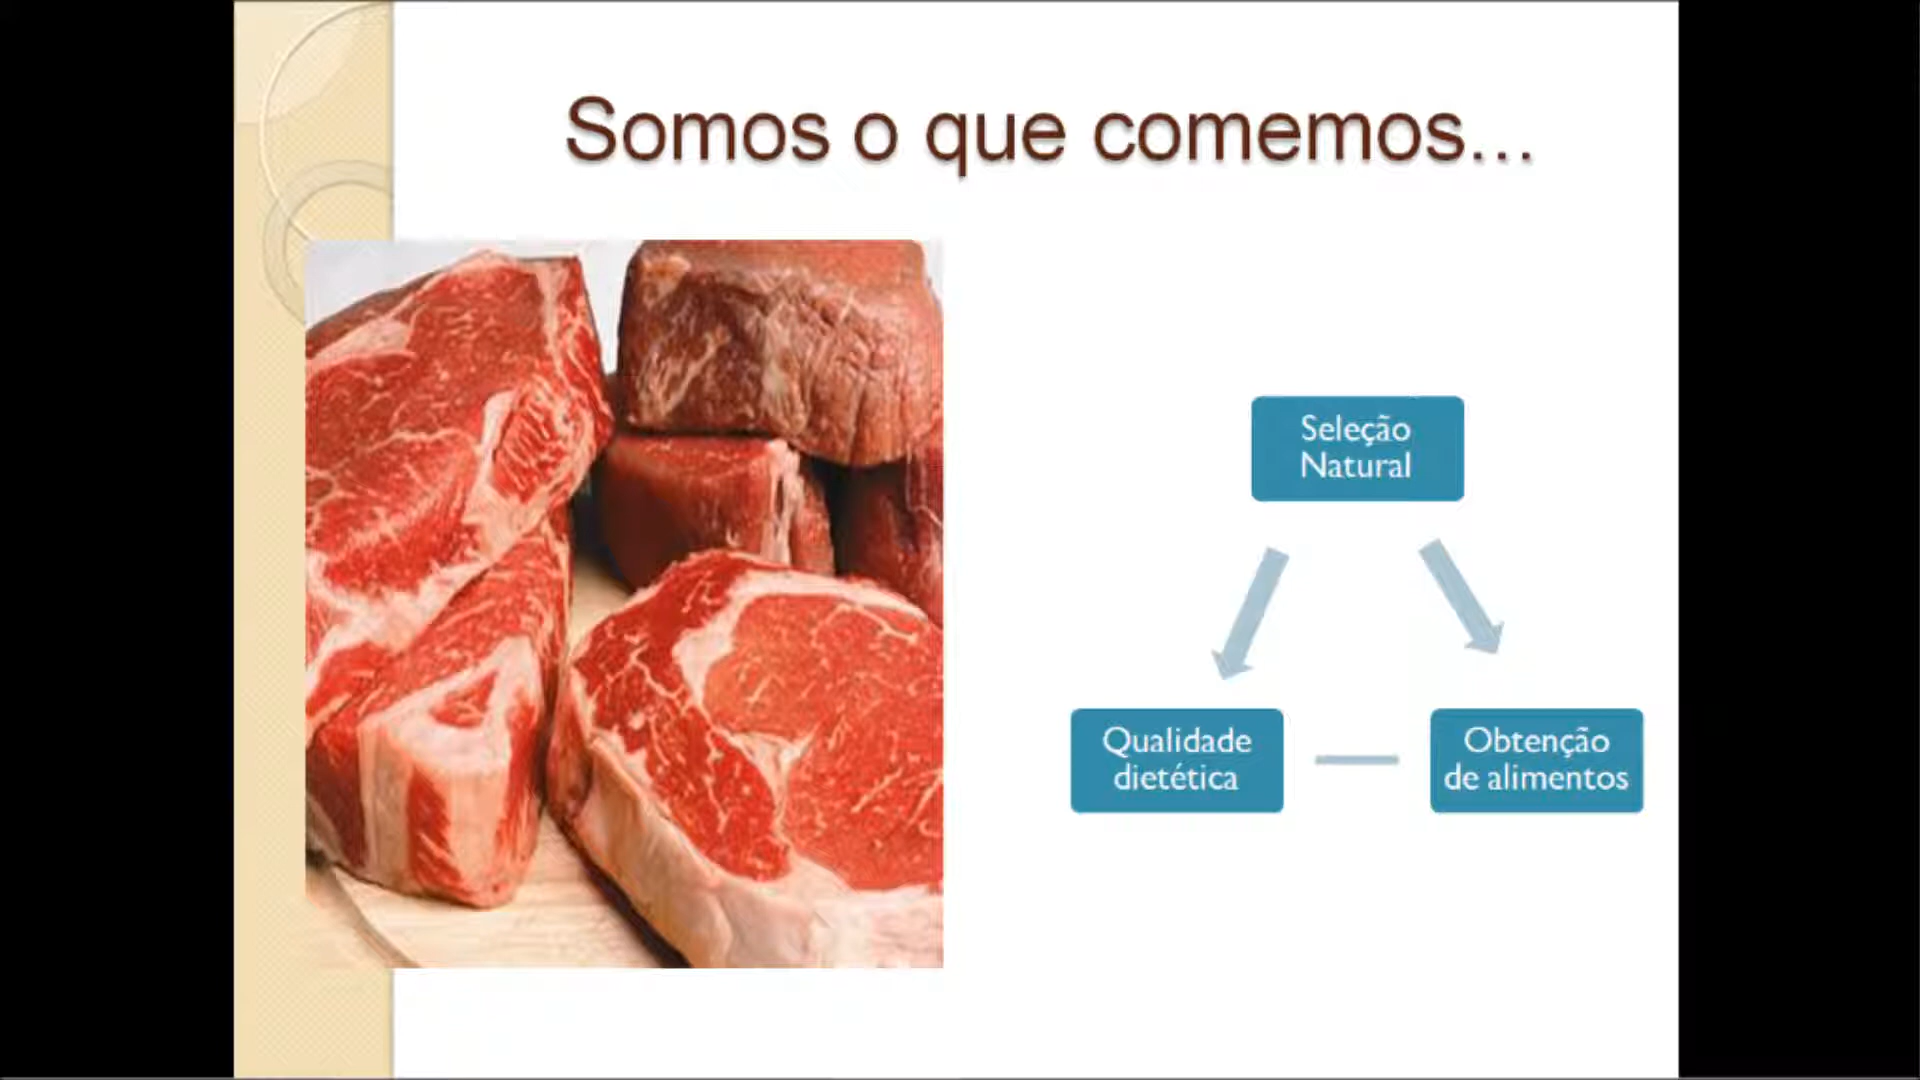 Somos o que comemos...
Seleção
Natural
Qualidade
dietética
Obtenção
de alimentos